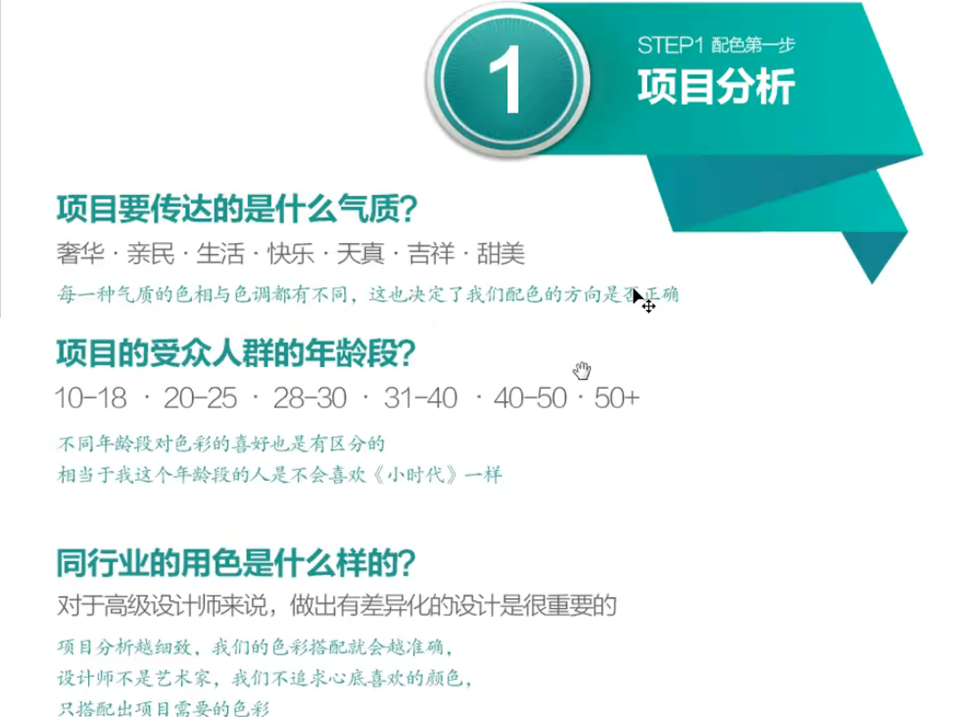 1
STEP1 配色第一步
项目分析
项目要传达的是什么气质?
奢华 · 亲民 · 生活 · 快乐 · 天真 · 吉祥 · 甜美
每一种气质的色相与色调都有不同，这也决定了我们配色的方向是否正确
项目的受众人群的年龄段?
10-18 · 20-25 · 28-30 · 31-40 · 40-50 · 50+
不同年龄段对色彩的喜好也是有区分的
相当于我这个年龄段的人是不会喜欢《小时代》一样
同行业的用色是什么样的?
对于高级设计师来说，做出有差异化的设计是很重要的
项目分析越细致，我们的色彩搭配就会越准确，
设计师不是艺术家，我们不追求心底喜欢的颜色，
只搭配出项目需要的色彩